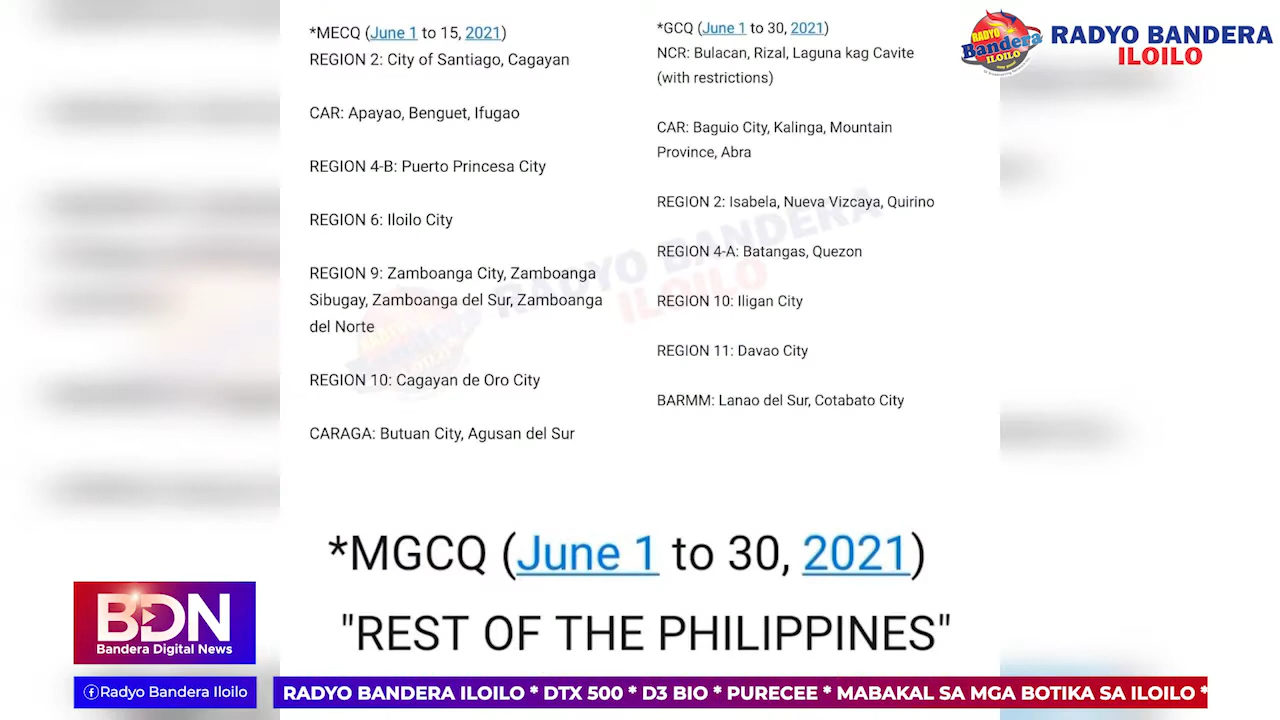 *MECQ (June 1 to 15, 2021)
REGION 2: City of Santiago, Cagayan
CAR: Apayao, Benguet, Ifugao
REGION 4-B: Puerto Princesa City
REGION 6: Iloilo City
REGION 9: Zamboanga City, Zamboanga
Sibugay, Zamboanga del Sur, Zamboanga
del Norte
REGION 10: Cagayan de Oro City
CARAGA: Butuan City, Agusan del Sur
*GCQ (June 1 to 30, 2021)
NCR: Bulacan, Rizal, Laguna kag Cavite
(with restrictions)
CAR: Baguio City, Kalinga, Mountain
Province, Abra
REGION 2: Isabela, Nueva Vizcaya, Quirino
REGION 4-A: Batangas, Quezon
REGION 10: Iligan City
REGION 11: Davao City
BARMM: Lanao del Sur, Cotabato City
*MGCQ (June 1 to 30, 2021)
"REST OF THE PHILIPPINES"
RADYO
Bandera
ILOILO
RADYO BANDERA
ILOILO
RADYO BANDERA
ILOILO
BDN
Bandera Digital News
Radyo Bandera Iloilo
RADYO BANDERA ILOILO * DTX 500 * D3 BIO * PURECEE * MABAKAL SA MGA BOTIKA SA ILOILO *